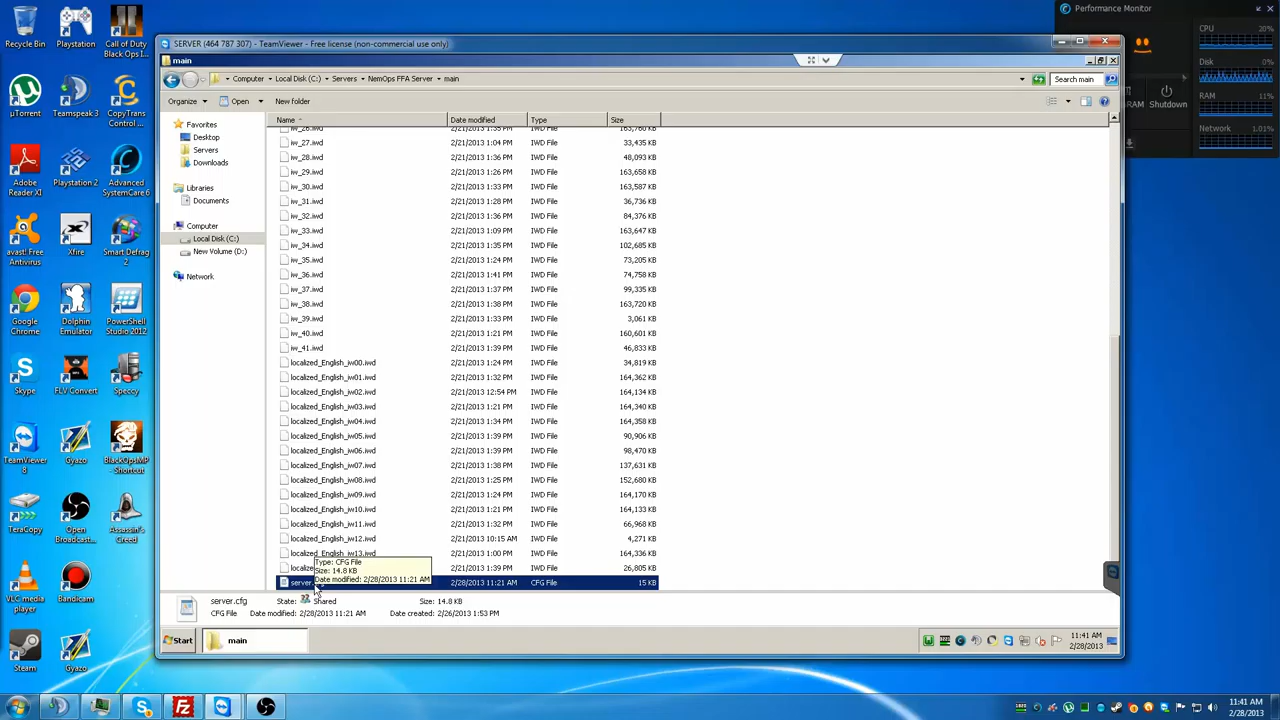 Recycle Bin
Playstation
Call of Duty
Black Ops I...
µTorrent
Teamspeak 3
CopyTrans
Control ...
Adobe
Reader XI
Playstation 2
Advanced
SystemCare 6
avast! Free
Antivirus
Xfire
Smart Defrag
2
Google
Chrome
Dolphin
Emulator
PowerShell
Studio 2012
Skype
FLV Convert
Speccy
TeamViewer
8
Gyazo
BlackOpsMP
- Shortcut
TeraCopy
Open
Broadcast...
Assassin's
Greed
VLC media
player
Bandicam
Steam
Gyazo
Performance Monitor
CPU 20%
Disk 0%
RAM 11%
Network 1.01%
RAM
Shutdown
SERVER (464 787 307) - TeamViewer - Free license (non-commercial use only)
main
Computer Local Disk (C:) Servers NemOps FFA Server main
Search main
Organize Open New folder
Favorites
Desktop
Servers
Downloads
Libraries
Documents
Computer
Local Disk (C:)
New Volume (D:)
Network
Name Date modified Type Size
iw_26.iwd 2/21/2013 1:35 PM IWD File 163,760 KB
iw_27.iwd 2/21/2013 1:04 PM IWD File 33,435 KB
iw_28.iwd 2/21/2013 1:36 PM IWD File 48,093 KB
iw_29.iwd 2/21/2013 1:26 PM IWD File 163,658 KB
iw_30.iwd 2/21/2013 1:33 PM IWD File 163,587 KB
iw_31.iwd 2/21/2013 1:28 PM IWD File 36,736 KB
iw_32.iwd 2/21/2013 1:36 PM IWD File 84,376 KB
iw_33.iwd 2/21/2013 1:09 PM IWD File 163,647 KB
iw_34.iwd 2/21/2013 1:35 PM IWD File 102,685 KB
iw_35.iwd 2/21/2013 1:24 PM IWD File 73,205 KB
iw_36.iwd 2/21/2013 1:41 PM IWD File 74,758 KB
iw_37.iwd 2/21/2013 1:37 PM IWD File 99,335 KB
iw_38.iwd 2/21/2013 1:38 PM IWD File 163,720 KB
iw_39.iwd 2/21/2013 1:33 PM IWD File 3,061 KB
iw_40.iwd 2/21/2013 1:21 PM IWD File 160,601 KB
iw_41.iwd 2/21/2013 1:39 PM IWD File 46,833 KB
localized_English_iw00.iwd 2/21/2013 1:24 PM IWD File 34,819 KB
localized_English_iw01.iwd 2/21/2013 1:32 PM IWD File 164,362 KB
localized_English_iw02.iwd 2/21/2013 12:54 PM IWD File 164,134 KB
localized_English_iw03.iwd 2/21/2013 1:21 PM IWD File 164,340 KB
localized_English_iw04.iwd 2/21/2013 1:34 PM IWD File 164,358 KB
localized_English_iw05.iwd 2/21/2013 1:39 PM IWD File 90,906 KB
localized_English_iw06.iwd 2/21/2013 1:39 PM IWD File 98,470 KB
localized_English_iw07.iwd 2/21/2013 1:38 PM IWD File 137,631 KB
localized_English_iw08.iwd 2/21/2013 1:25 PM IWD File 152,680 KB
localized_English_iw09.iwd 2/21/2013 1:24 PM IWD File 164,170 KB
localized_English_iw10.iwd 2/21/2013 1:21 PM IWD File 164,133 KB
localized_English_iw11.iwd 2/21/2013 1:32 PM IWD File 66,968 KB
localized_English_iw12.iwd 2/21/2013 10:15 AM IWD File 4,271 KB
localized_English_iw13.iwd 2/21/2013 1:00 PM IWD File 164,336 KB
localize 2/21/2013 1:39 PM IWD File 26,805 KB
server. 2/28/2013 11:21 AM CFG File 15 KB
Type: CFG File
Size: 14.8 KB
Date modified: 2/28/2013 11:21 AM
server.cfg State: Shared Size: 14.8 KB
CFG File Date modified: 2/28/2013 11:21 AM Date created: 2/26/2013 1:53 PM
Start main
11:41 AM
2/28/2013
11:41 AM
2/28/2013